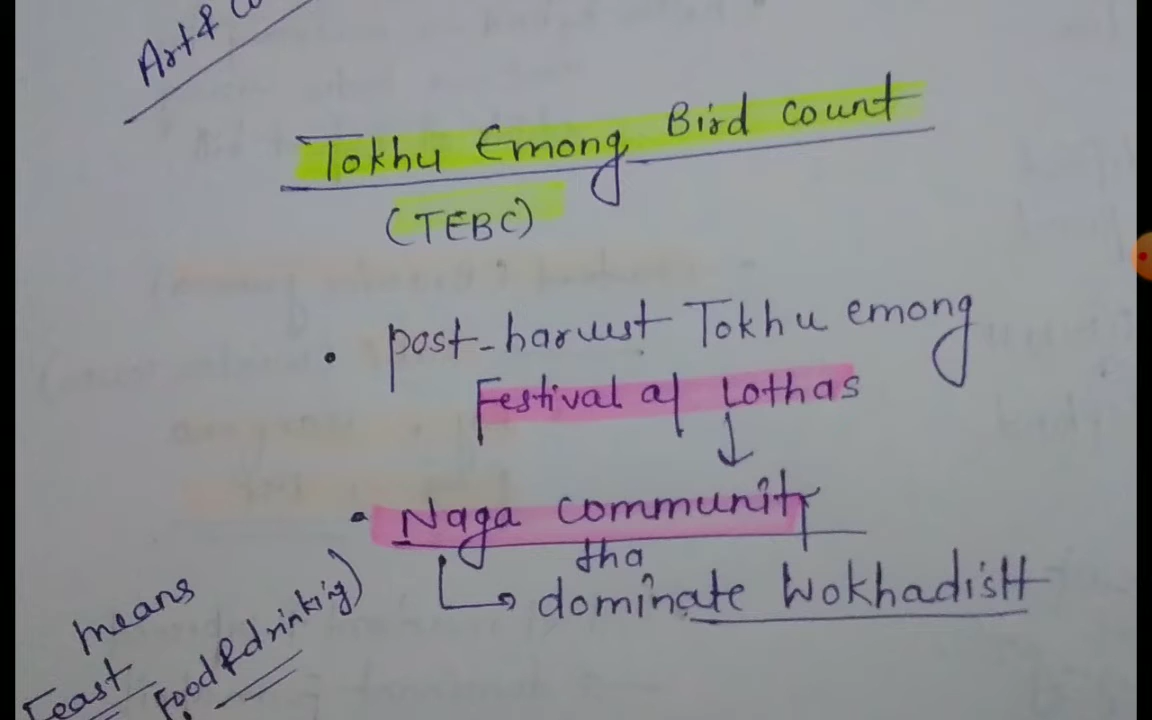 Art &
Tokhu Emong Bird count
(TEBC)
• post-harvest Tokhu emong
Festival of Lothas
↓
• Naga community
tha
↳ dominate Wokha distt
means
Feast
Food & drinking)